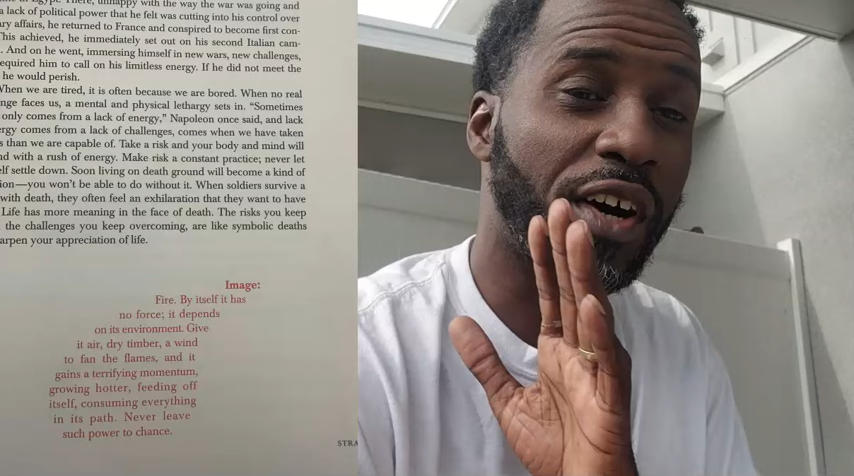 Egypt. There, unhappy with the way the war was going and
a lack of political power that he felt was cutting into his control over
ary affairs, he returned to France and conspired to become first con-
his achieved, he immediately set out on his second Italian cam-
. And on he went, immersing himself in new wars, new challenges,
equired him to call on his limitless energy. If he did not meet the
he would perish.
When we are tired, it is often because we are bored. When no real
nge faces us, a mental and physical lethargy sets in. “Sometimes
only comes from a lack of energy,” Napoleon once said, and lack
ergy comes from a lack of challenges, comes when we have taken
s than we are capable of. Take a risk and your body and mind will
nd with a rush of energy. Make risk a constant practice; never let
elf settle down. Soon living on death ground will become a kind of
ion—you won’t be able to do without it. When soldiers survive a
with death, they often feel an exhilaration that they want to have
Life has more meaning in the face of death. The risks you keep
the challenges you keep overcoming, are like symbolic deaths
arpen your appreciation of life.
Image:
Fire. By itself it has
no force; it depends
on its environment. Give
it air, dry timber, a wind
to fan the flames, and it
gains a terrifying momentum,
growing hotter, feeding off
itself, consuming everything
in its path. Never leave
such power to chance.
STRA